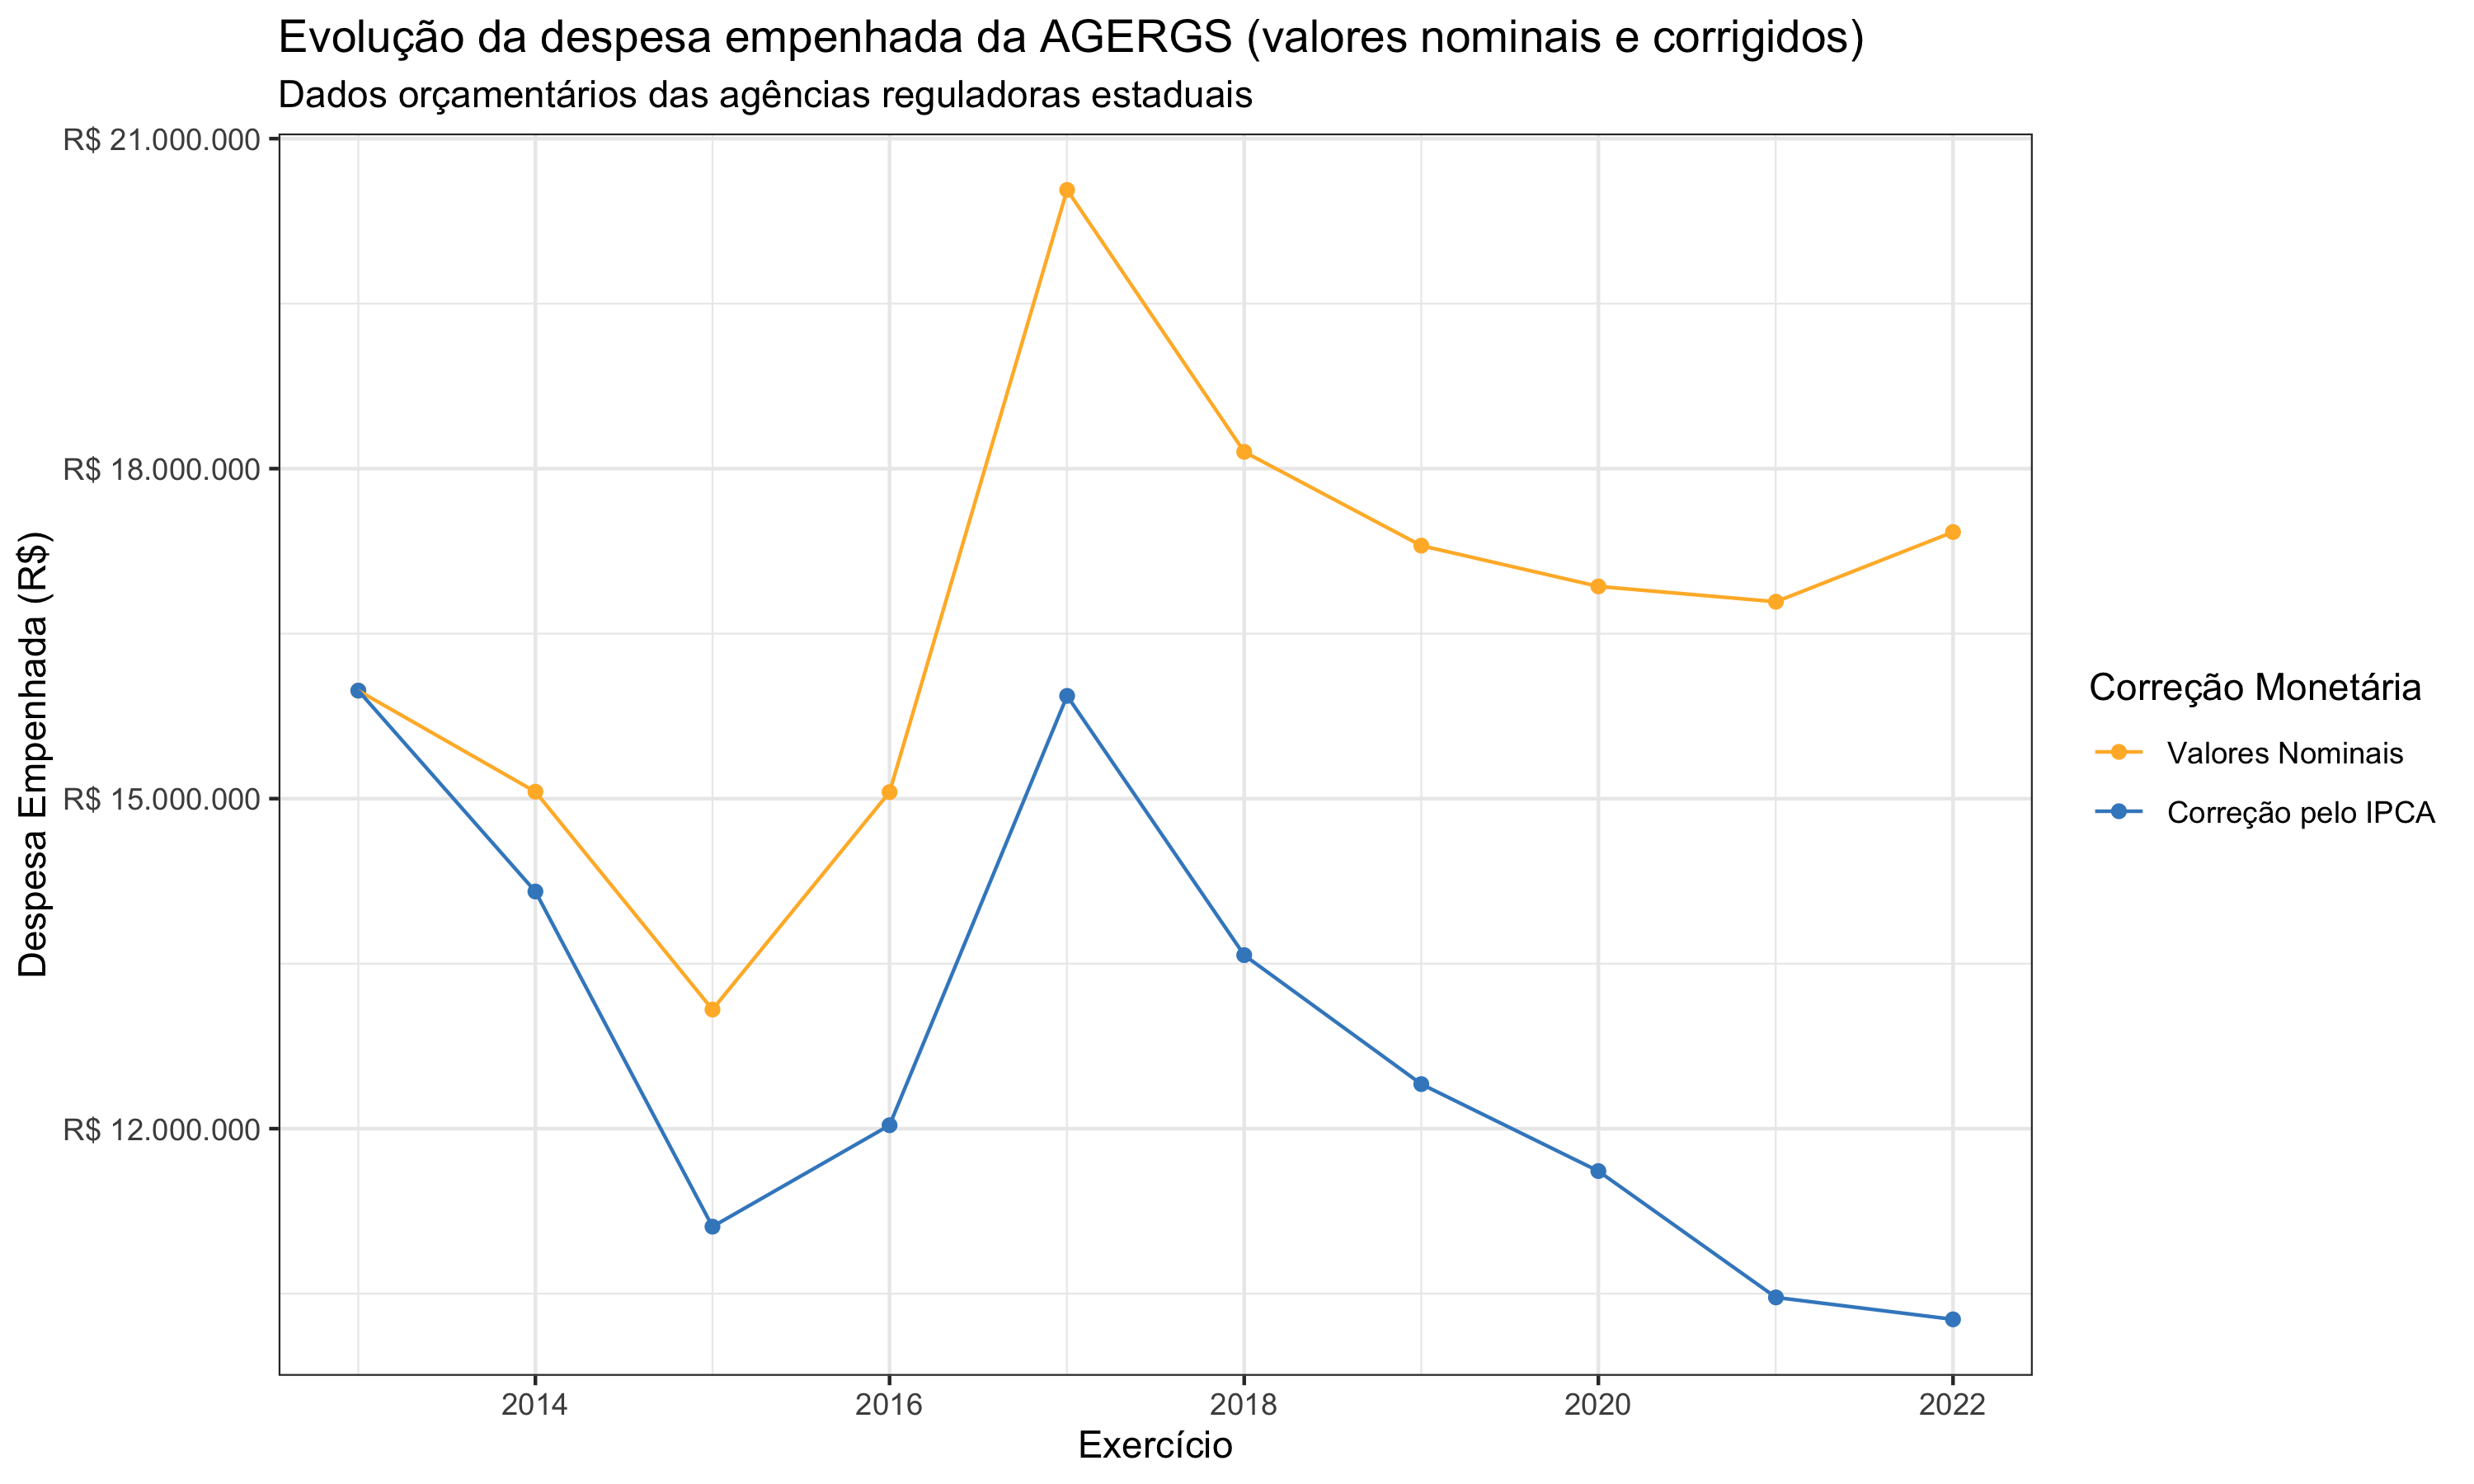 Evolução da despesa empenhada da AGERGS (valores nominais e corrigidos)
Dados orçamentários das agências reguladoras estaduais
R$ 21.000.000
R$ 18.000.000
R$ 15.000.000
R$ 12.000.000
Despesa Empenhada (R$)
2014
2016
2018
2020
2022
Exercício
Correção Monetária
Valores Nominais
Correção pelo IPCA